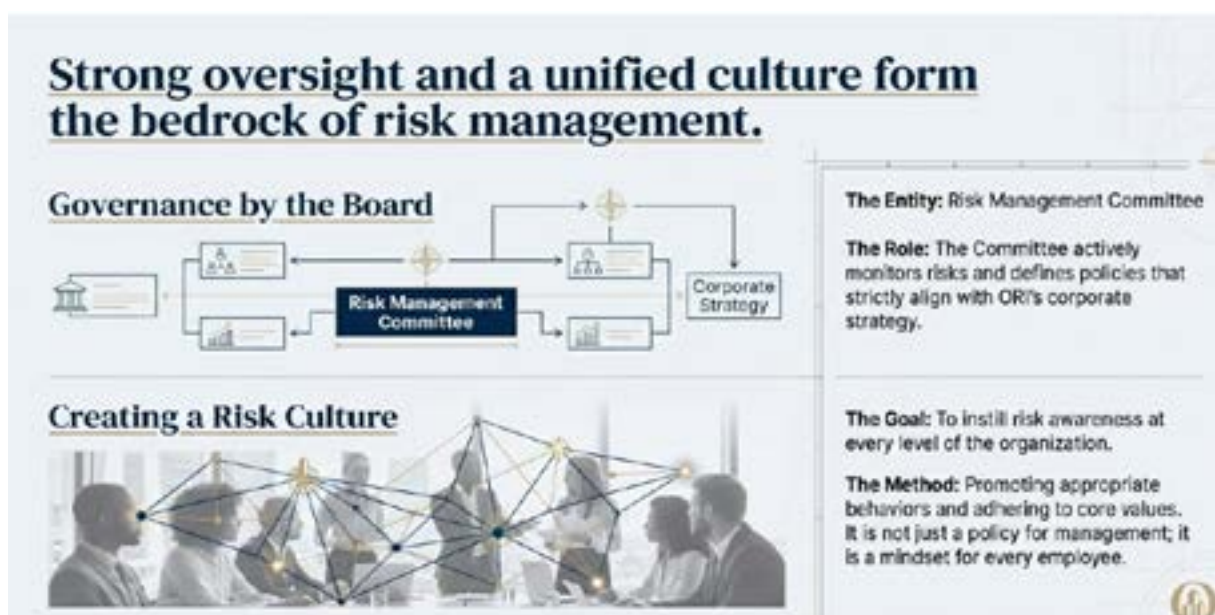 Strong oversight and a unified culture form
the bedrock of risk management.
Governance by the Board
Risk Management
Committee
Corporate
Strategy
The Entity: Risk Management Committee
The Role: The Committee actively
monitors risks and defines policies that
strictly align with ORI's corporate
strategy.
Creating a Risk Culture
The Goal: To instill risk awareness at
every level of the organization.
The Method: Promoting appropriate
behaviors and adhering to core values.
It is not just a policy for management; it
is a mindset for every employee.